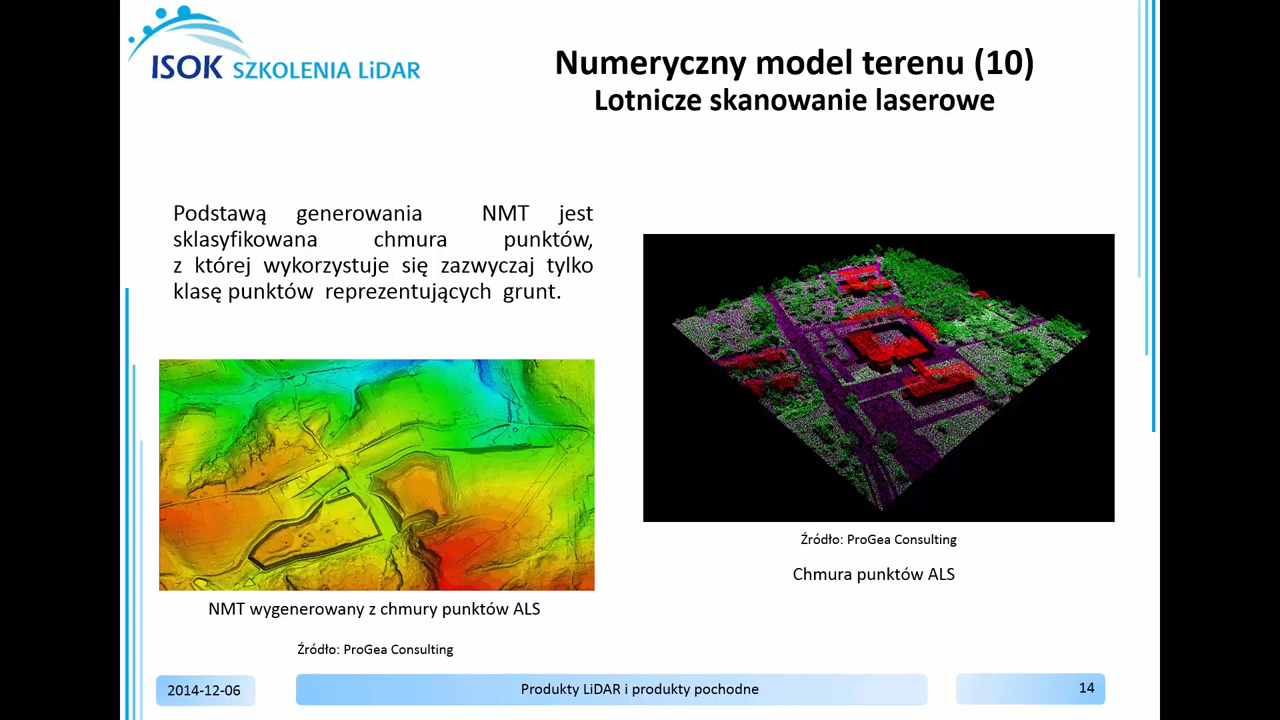 ISOK SZKOLENIA LiDAR
Numeryczny model terenu (10)
Lotnicze skanowanie laserowe
Podstawą generowania NMT jest
sklasyfikowana chmura punktów,
z której wykorzystuje się zazwyczaj tylko
klasę punktów reprezentujących grunt.
Źródło: ProGea Consulting
Chmura punktów ALS
NMT wygenerowany z chmury punktów ALS
Źródło: ProGea Consulting
2014-12-06
Produkty LiDAR i produkty pochodne
14